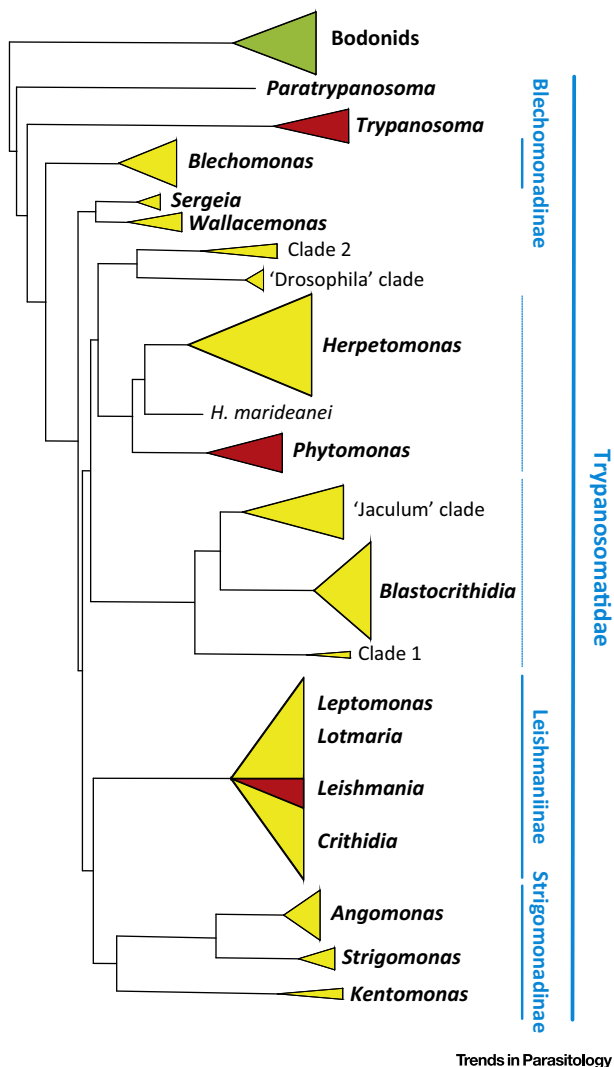 Bodonids
Paratrypanosoma
Trypanosoma
Blechomonas
Sergeia
Wallacemonas
Clade 2
‘Drosophila’ clade
Herpetomonas
H. marideanei
Phytomonas
‘Jaculum’ clade
Blastocrithidia
Clade 1
Leptomonas
Lotmaria
Leishmania
Crithidia
Angomonas
Strigomonas
Kentomonas
Blechomonadinae
Leishmaniinae
Strigomonadinae
Trypanosomatidae
Trends in Parasitology